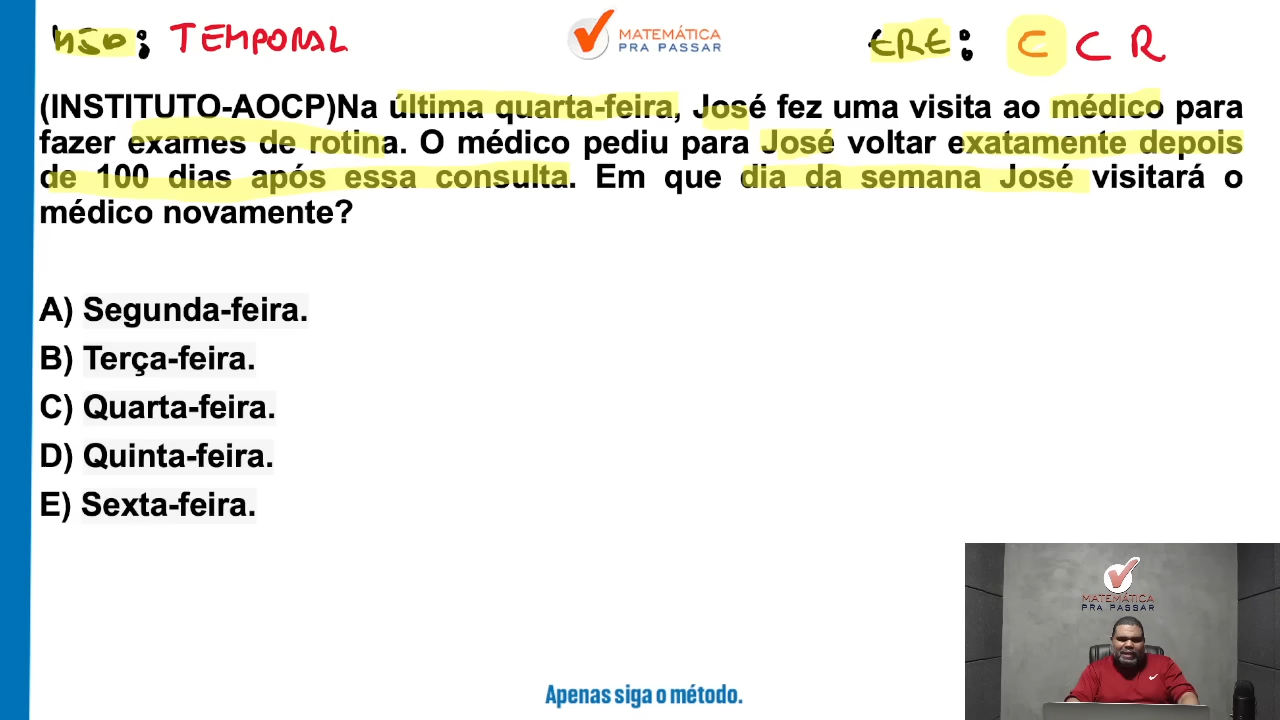 NÃO: TEMPORAL
MATEMÁTICA
PRA PASSAR
ERE: C C R
(INSTITUTO-AOCP)Na última quarta-feira, José fez uma visita ao médico para
fazer exames de rotina. O médico pediu para José voltar exatamente depois
de 100 dias após essa consulta. Em que dia da semana José visitará o
médico novamente?
A) Segunda-feira.
B) Terça-feira.
C) Quarta-feira.
D) Quinta-feira.
E) Sexta-feira.
MATEMÁTICA
PRA PASSAR
Apenas siga o método.